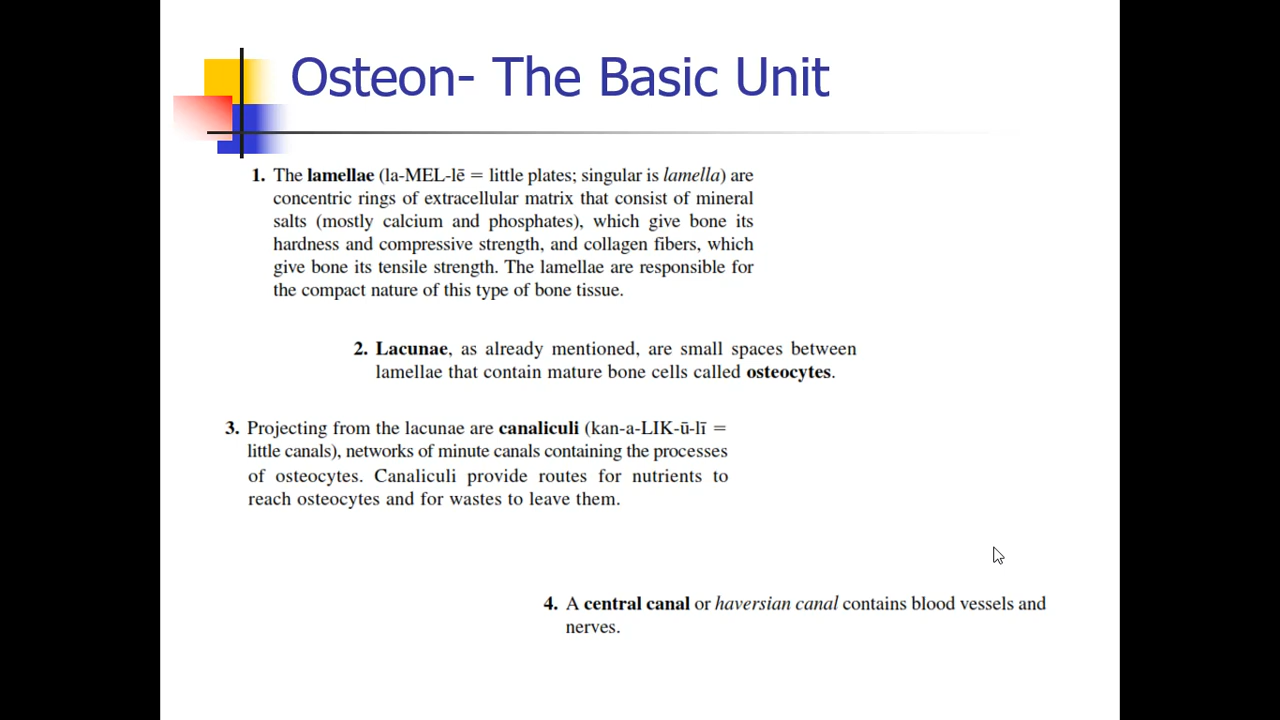 Osteon- The Basic Unit
1. The lamellae (la-MEL-lē = little plates; singular is lamella) are
concentric rings of extracellular matrix that consist of mineral
salts (mostly calcium and phosphates), which give bone its
hardness and compressive strength, and collagen fibers, which
give bone its tensile strength. The lamellae are responsible for
the compact nature of this type of bone tissue.
2. Lacunae, as already mentioned, are small spaces between
lamellae that contain mature bone cells called osteocytes.
3. Projecting from the lacunae are canaliculi (kan-a-LIK-ū-lī =
little canals), networks of minute canals containing the processes
of osteocytes. Canaliculi provide routes for nutrients to
reach osteocytes and for wastes to leave them.
4. A central canal or haversian canal contains blood vessels and
nerves.